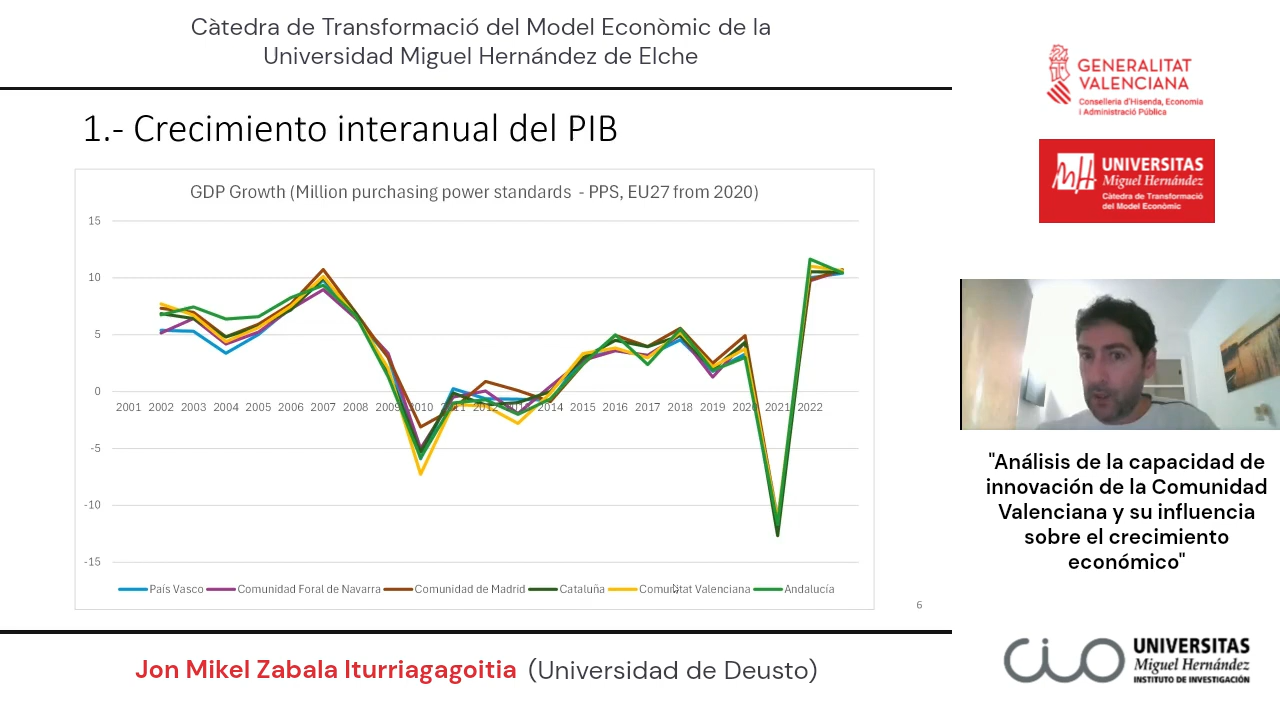 Càtedra de Transformació del Model Econòmic de la
Universidad Miguel Hernández de Elche
1.- Crecimiento interanual del PIB
GDP Growth (Million purchasing power standards - PPS, EU27 from 2020)
15
10
5
0
-5
-10
-15
2001 2002 2003 2004 2005 2006 2007 2008 2009 2010 2011 2012 2013 2014 2015 2016 2017 2018 2019 2020 2021 2022
País Vasco Comunidad Foral de Navarra Comunidad de Madrid Cataluña Comunitat Valenciana Andalucía
6
Jon Mikel Zabala Iturriagagoitia (Universidad de Deusto)
GENERALITAT
VALENCIANA
Conselleria d'Hisenda, Economia
i Administració Pública
UNIVERSITAS
Miguel Hernández
Càtedra de Transformació
del Model Econòmic
"Análisis de la capacidad de
innovación de la Comunidad
Valenciana y su influencia
sobre el crecimiento
económico"
CIO
UNIVERSITAS
Miguel Hernández
INSTITUTO DE INVESTIGACIÓN